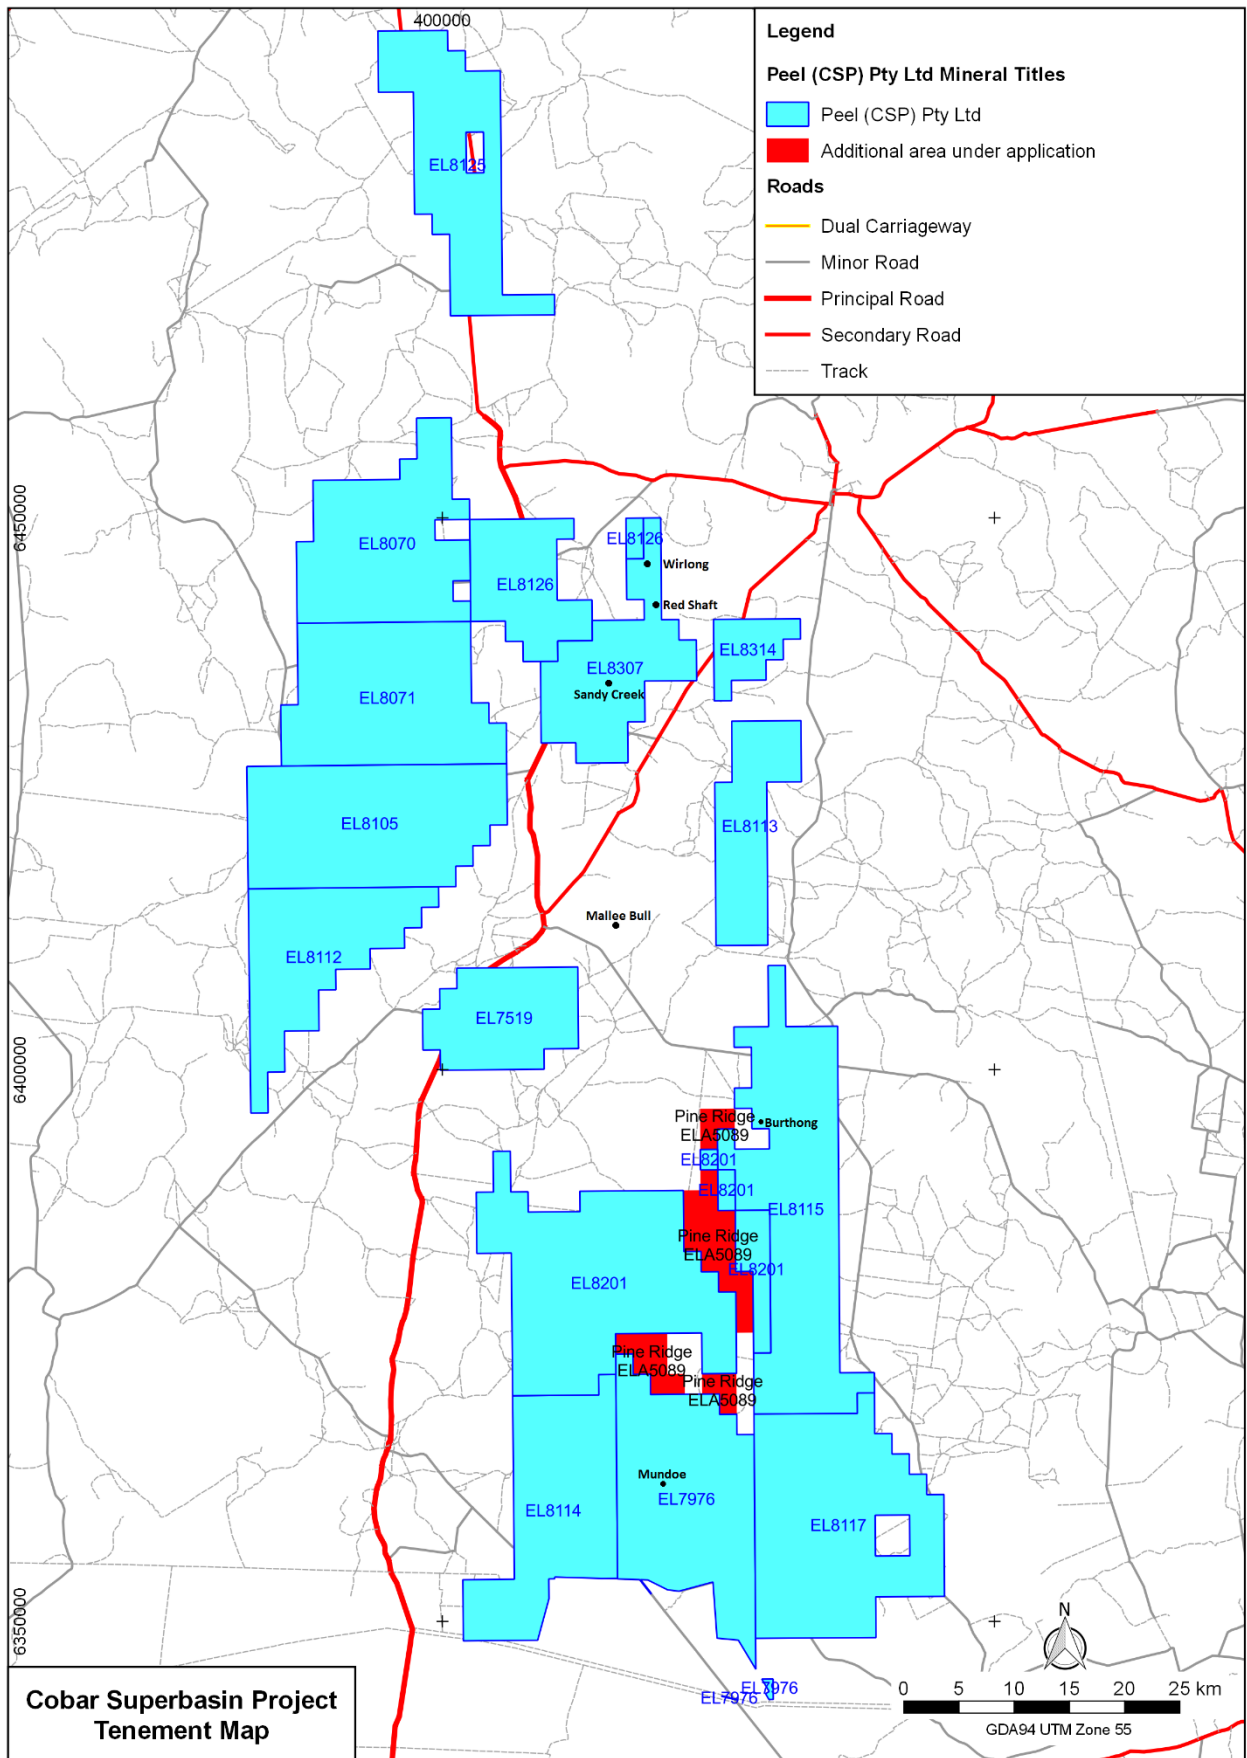 400000
Legend
Peel (CSP) Pty Ltd Mineral Titles
Peel (CSP) Pty Ltd
Additional area under application
Roads
Dual Carriageway
Minor Road
Principal Road
Secondary Road
Track
EL8125
6450000
EL8070
EL8126
EL8126
Wirlong
Red Shaft
EL8307
Sandy Creek
EL8314
EL8071
EL8105
EL8113
Mallee Bull
EL8112
EL7519
6400000
Pine Ridge
ELA5089
Burthong
EL8201
EL8201
EL8115
Pine Ridge
ELA5089
EL8201
EL8201
Pine Ridge
ELA5089
Pine Ridge
ELA5089
Mundoe
EL7976
EL8114
EL8117
6350000
N
EL7976
EL7976
0 5 10 15 20 25 km
GDA94 UTM Zone 55
Cobar Superbasin Project
Tenement Map